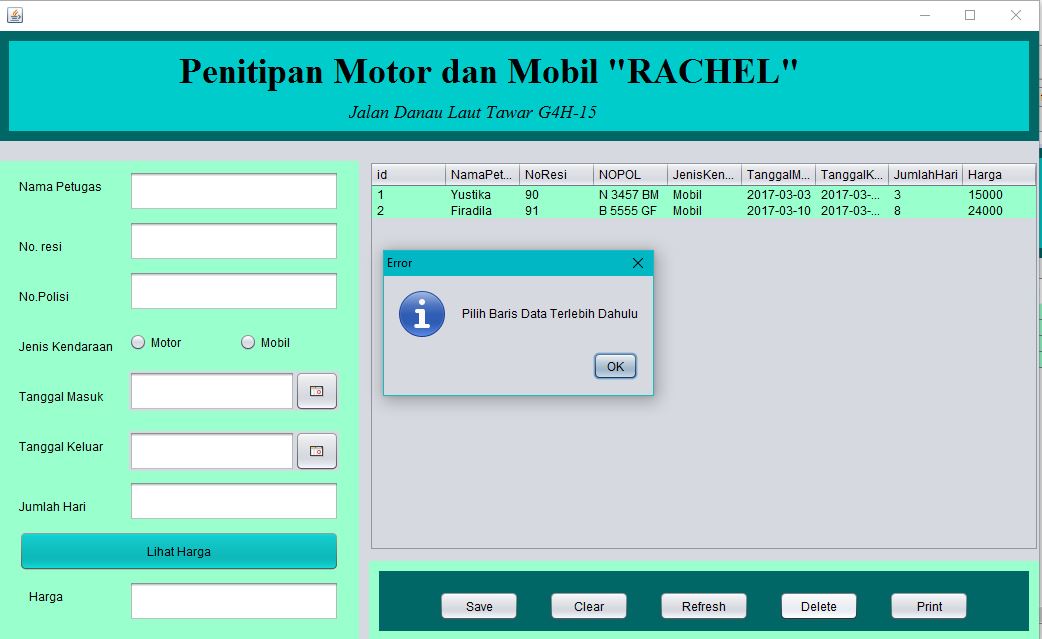 Penitipan Motor dan Mobil "RACHEL"
Jalan Danau Laut Tawar G4H-15
Nama Petugas
No. resi
No.Polisi
Jenis Kendaraan Motor Mobil
Tanggal Masuk
Tanggal Keluar
Jumlah Hari
Lihat Harga
Harga
id NamaPet... NoResi NOPOL JenisKen... TanggalM... TanggalK... JumlahHari Harga
1 Yustika 90 N 3457 BM Mobil 2017-03-03 2017-03-... 3 15000
2 Firadila 91 B 5555 GF Mobil 2017-03-10 2017-03-... 8 24000
Error
Pilih Baris Data Terlebih Dahulu
OK
Save Clear Refresh Delete Print